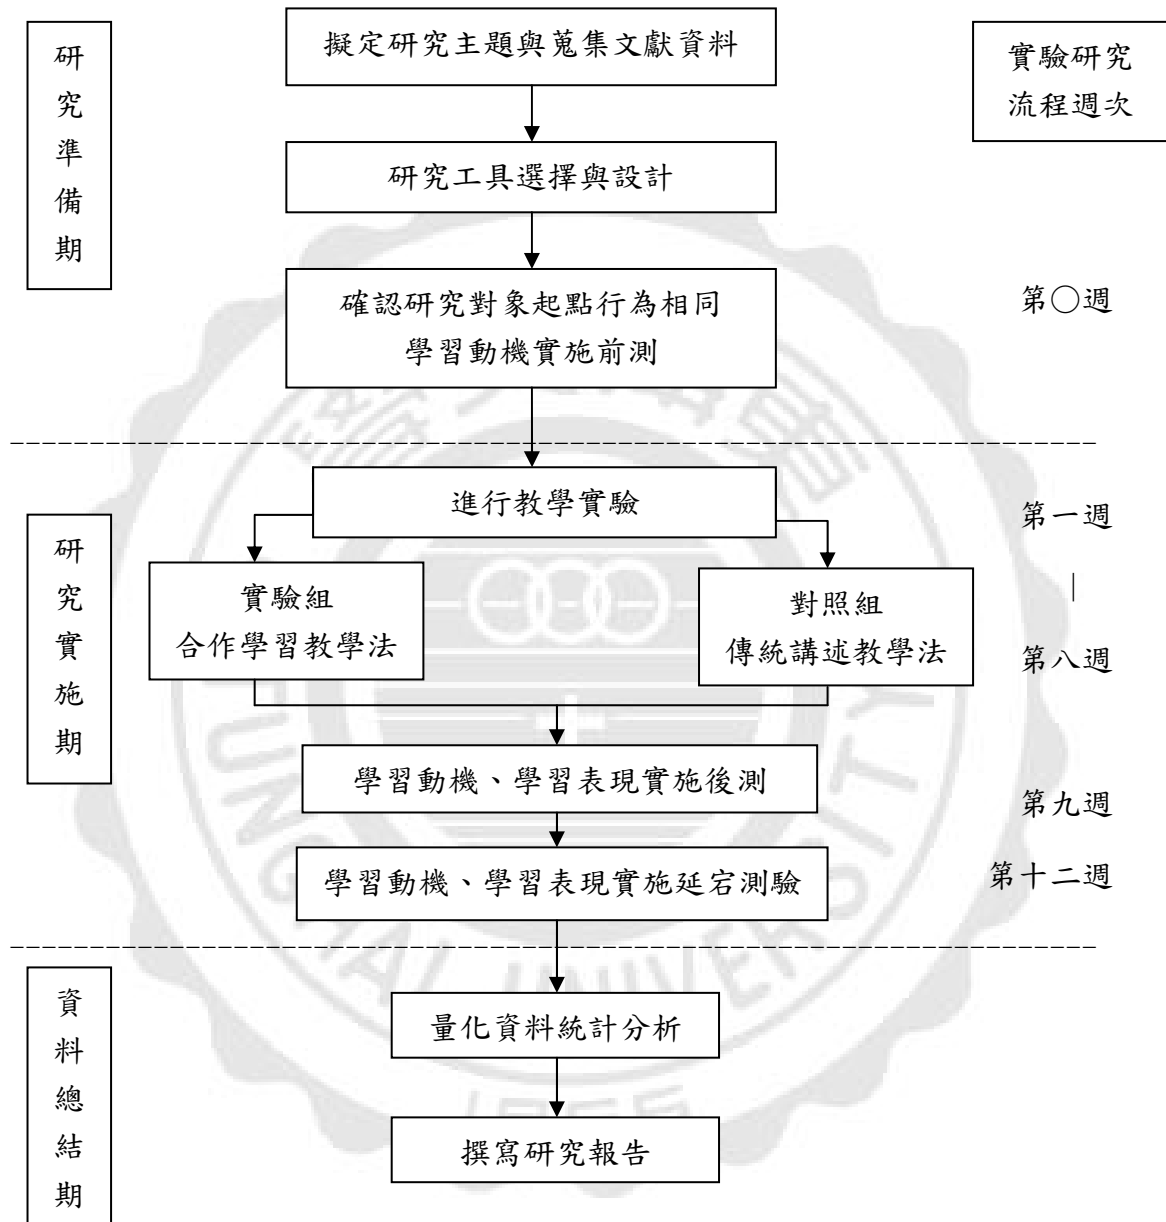 研究準備期
擬定研究主題與蒐集文獻資料
實驗研究
流程週次
研究工具選擇與設計
確認研究對象起點行為相同
學習動機實施前測
第〇週
研究實施期
進行教學實驗
第一週
｜
第八週
實驗組
合作學習教學法
對照組
傳統講述教學法
學習動機、學習表現實施後測
第九週
學習動機、學習表現實施延宕測驗
第十二週
資料總結期
量化資料統計分析
撰寫研究報告
UNGHAI UNIVERSITY
1955